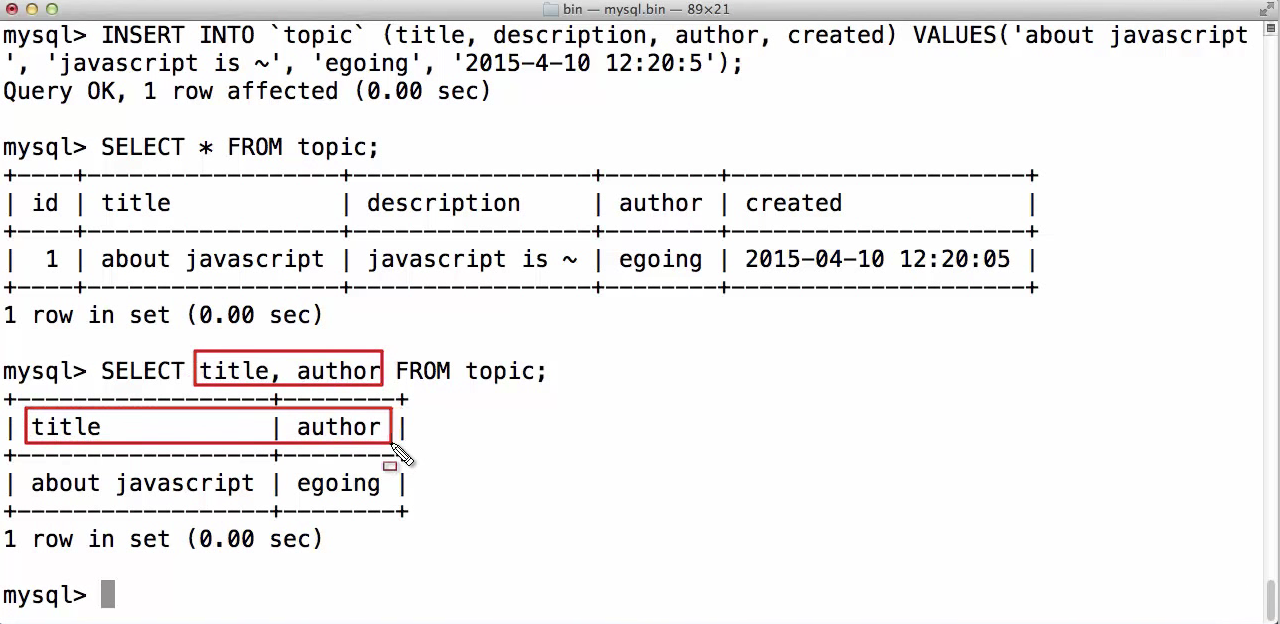 bin — mysql.bin — 89×21
mysql> INSERT INTO `topic` (title, description, author, created) VALUES('about javascript
', 'javascript is ~', 'egoing', '2015-4-10 12:20:5');
Query OK, 1 row affected (0.00 sec)
mysql> SELECT * FROM topic;
+----+------------------+-----------------+--------+---------------------+
| id | title            | description     | author | created             |
+----+------------------+-----------------+--------+---------------------+
|  1 | about javascript | javascript is ~ | egoing | 2015-04-10 12:20:05 |
+----+------------------+-----------------+--------+---------------------+
1 row in set (0.00 sec)
mysql> SELECT title, author FROM topic;
+------------------+--------+
| title            | author |
+------------------+--------+
| about javascript | egoing |
+------------------+--------+
1 row in set (0.00 sec)
mysql>